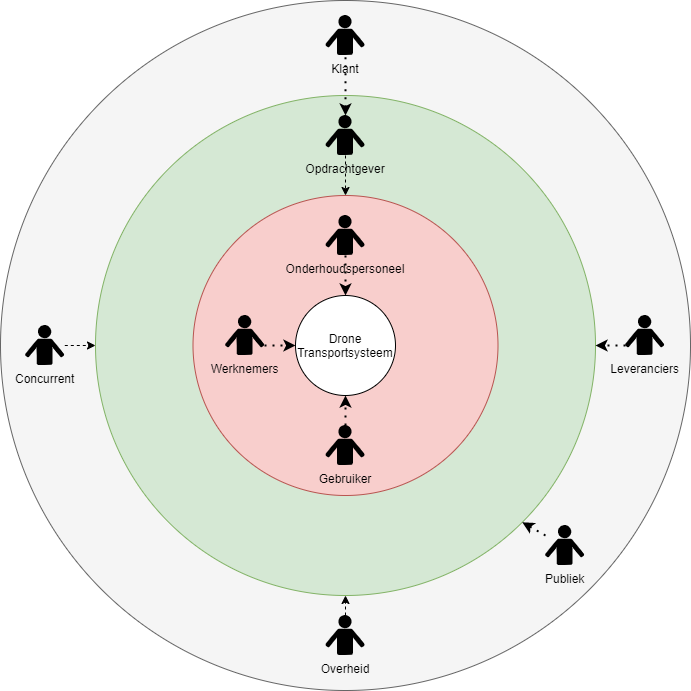 Klant
Opdrachtgever
Onderhoudspersoneel
Drone
Transportsysteem
Werknemers
Concurrent
Leveranciers
Gebruiker
Publiek
Overheid